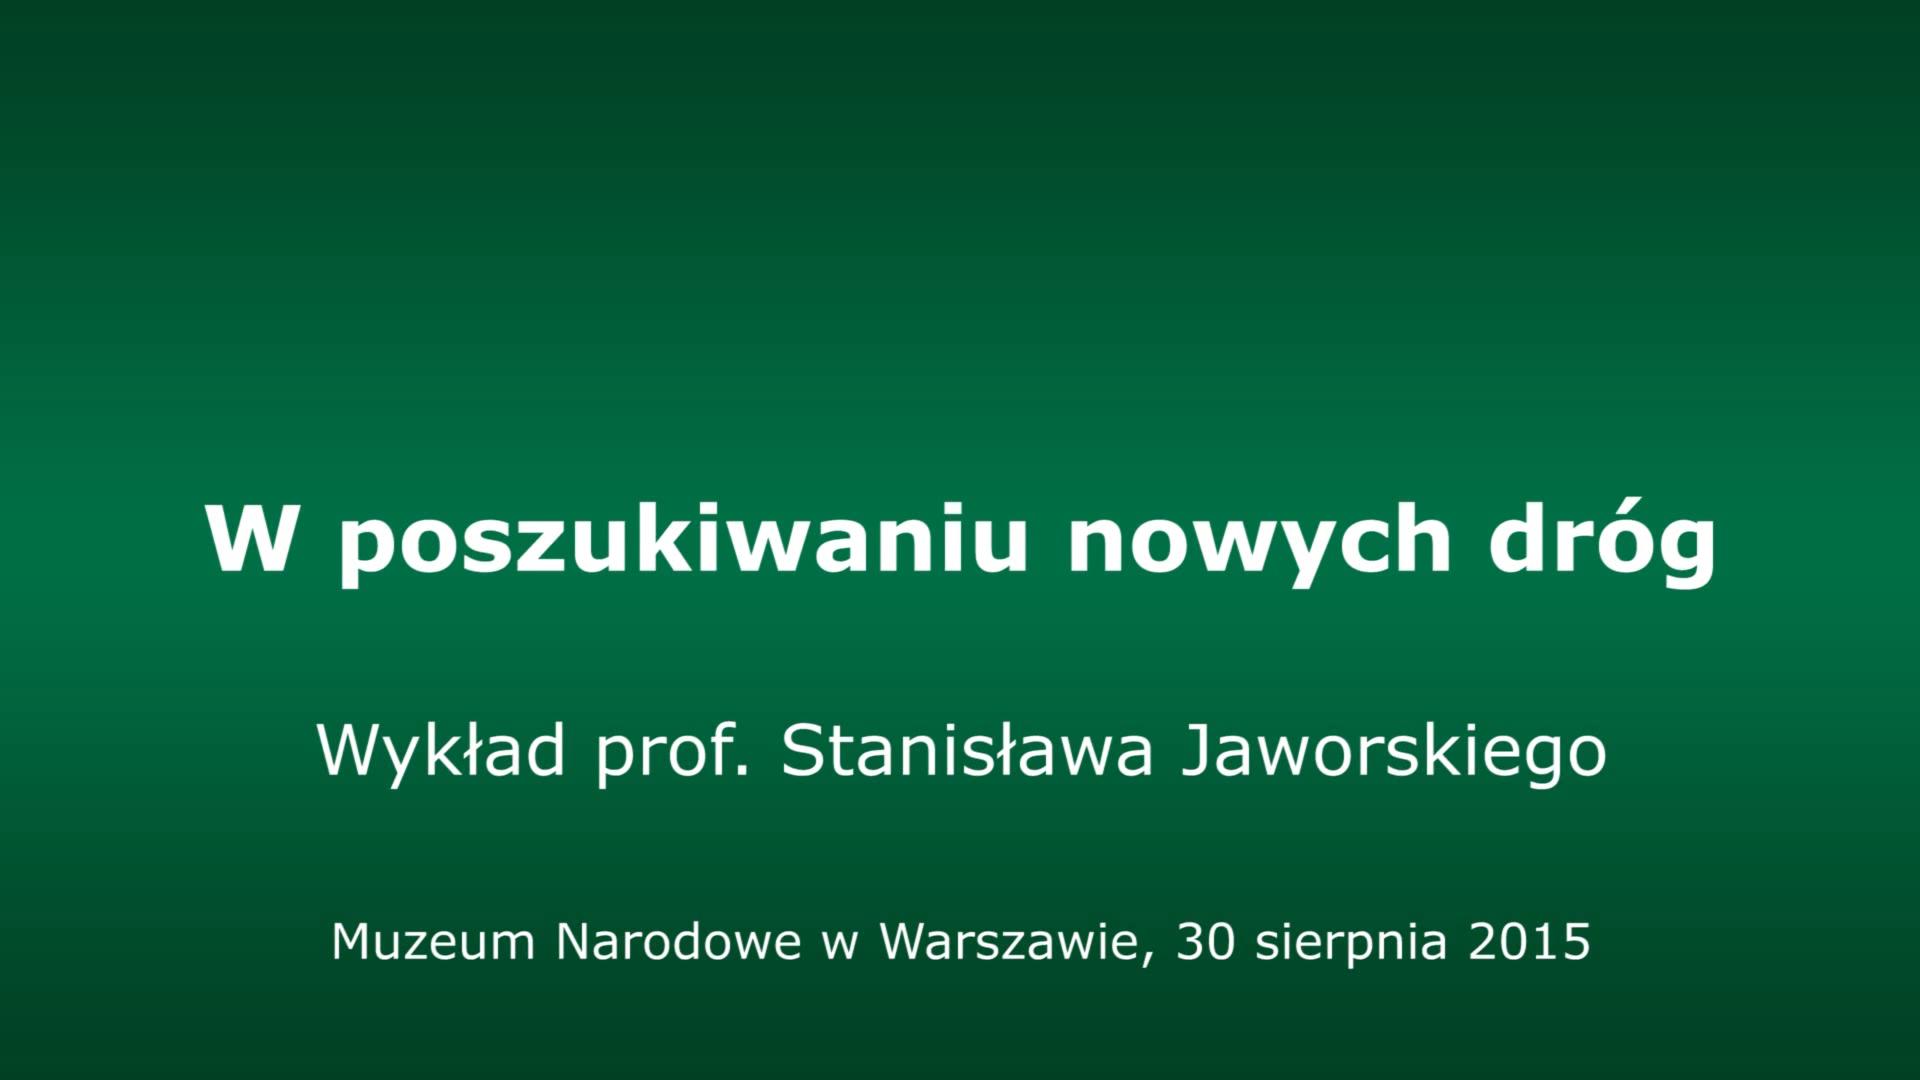 W poszukiwaniu nowych dróg
Wykład prof. Stanisława Jaworskiego
Muzeum Narodowe w Warszawie, 30 sierpnia 2015